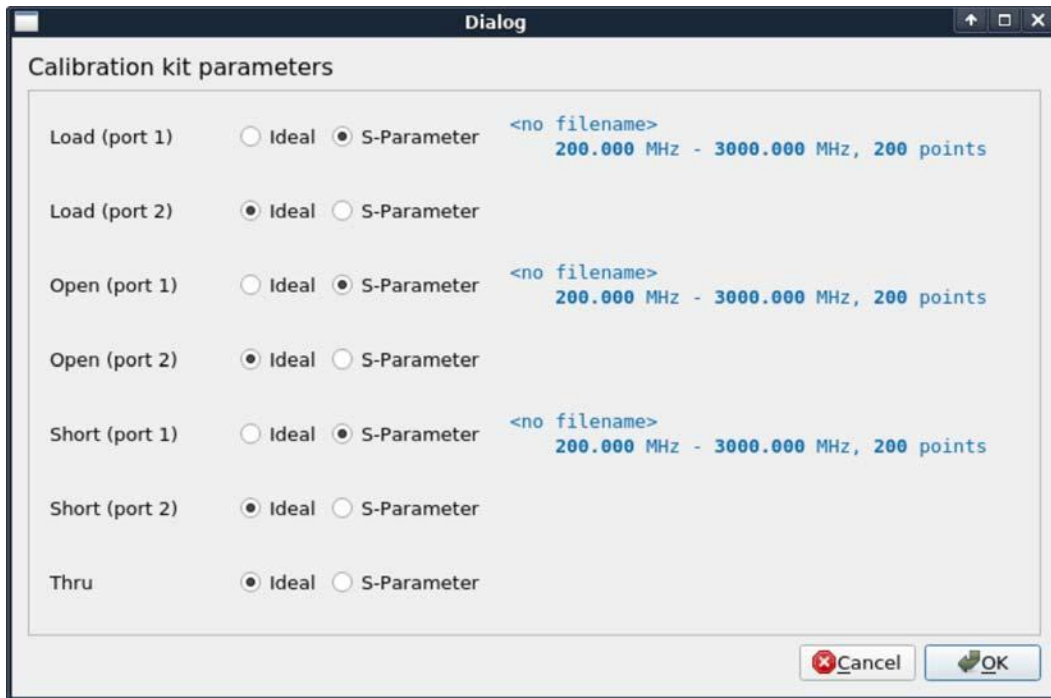 Dialog
Calibration kit parameters
Load (port 1) Ideal S-Parameter <no filename>
200.000 MHz - 3000.000 MHz, 200 points
Load (port 2) Ideal S-Parameter
Open (port 1) Ideal S-Parameter <no filename>
200.000 MHz - 3000.000 MHz, 200 points
Open (port 2) Ideal S-Parameter
Short (port 1) Ideal S-Parameter <no filename>
200.000 MHz - 3000.000 MHz, 200 points
Short (port 2) Ideal S-Parameter
Thru Ideal S-Parameter
Cancel OK